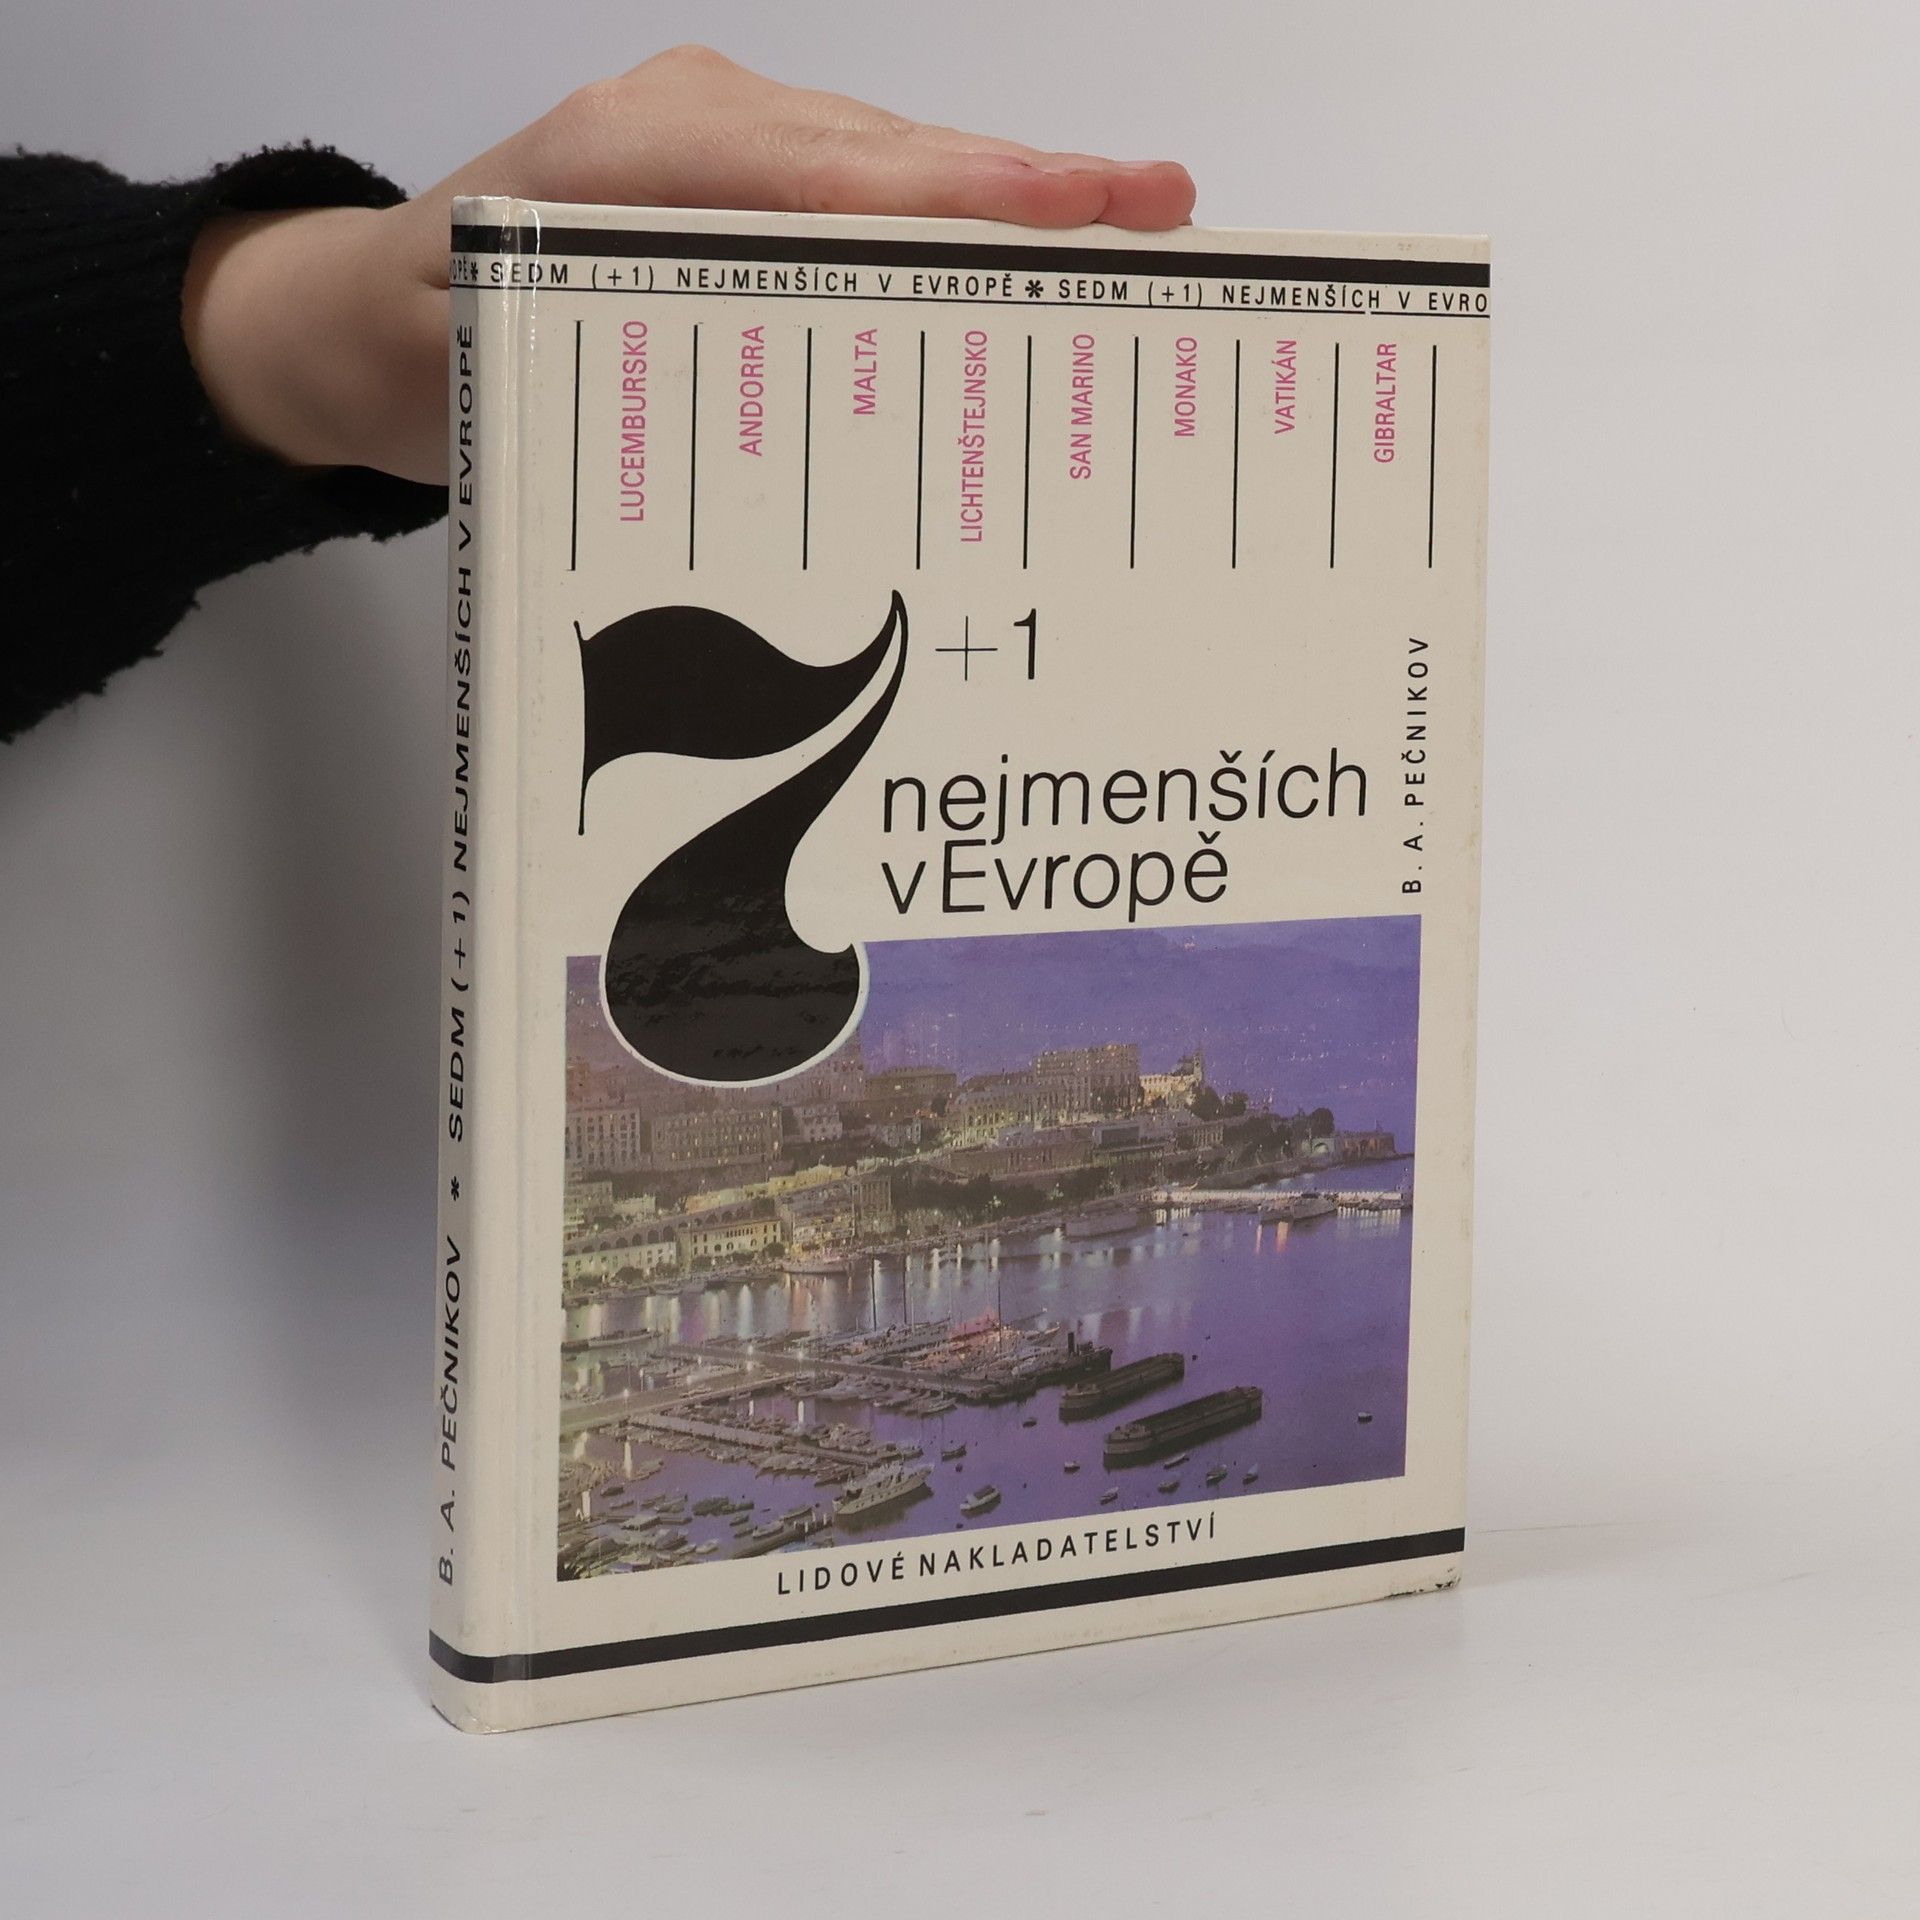 SEDM (+1) NEJMENŠÍCH V EVROPĚ * SEDM (+1) NEJMENŠÍCH V EVRO
LUCEMBURSKO
ANDORRA
MALTA
LICHTENŠTEJNSKO
SAN MARINO
MONAKO
VATIKÁN
GIBRALTAR
7 +1
nejmenších
v Evropě
B. A. PEČNIKOV
LIDOVÉ NAKLADATELSTVÍ
B. A. PEČNIKOV * SEDM (+1) NEJMENŠÍCH V EVROPĚ